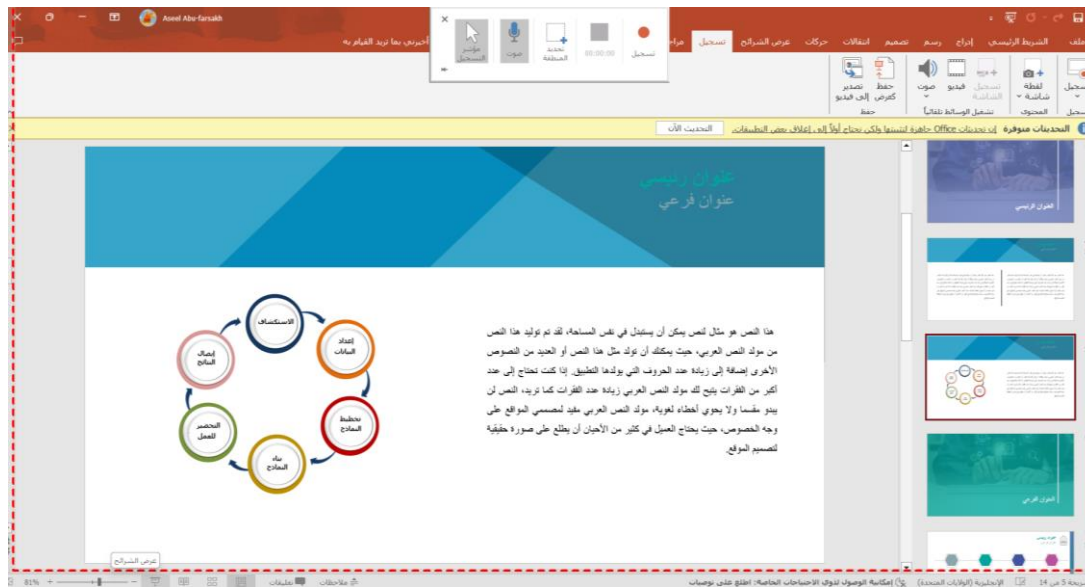 Aseel Abu-farsakh
ملف
الشريط الرئيسي
إدراج
رسم
تصميم
انتقالات
حركات
عرض الشرائح
تسجيل
أخبرني بما تريد القيام به
تسجيل
00:00:00
تحديد المنطقة
صوت
مؤشر التسجيل
لقطة شاشة
تسجيل الشاشة
فيديو
صوت
حفظ كعرض
تصدير إلى فيديو
تسجيل
المحتوى
تشغيل الوسائط تلقائياً
حفظ
التحديثات متوفرة إن تحديثات Office جاهزة لتثبيتها ولكن نحتاج أولاً إلى إغلاق بعض التطبيقات.
التحديث الآن
عنوان رئيسي
عنوان فرعي
هذا النص هو مثال لنص يمكن أن يستبدل في نفس المساحة، لقد تم توليد هذا النص
من مولد النص العربي، حيث يمكنك أن تولد مثل هذا النص أو العديد من النصوص
الأخرى إضافة إلى زيادة عدد الحروف التي يولدها التطبيق. إذا كنت تحتاج إلى عدد
أكبر من الفقرات يتيح لك مولد النص العربي زيادة عدد الفقرات كما تريد، النص لن
يبدو مقسما ولا يحوي أخطاء لغوية، مولد النص العربي مفيد لمصممي المواقع على
وجه الخصوص، حيث يحتاج العميل في كثير من الأحيان أن يطلع على صورة حقيقية
لتصميم الموقع.
الاستكشاف
إعداد البيانات
تخطيط النماذج
بناء النماذج
التحضير للعمل
إيصال النتائج
العنوان الرئيسي
العنوان الفرعي
عرض الشرائح
5 من 14
الإنجليزية (الولايات المتحدة)
إمكانية الوصول لذوي الاحتياجات الخاصة: اطلع على توصيات
ملاحظات
تعليقات
81%